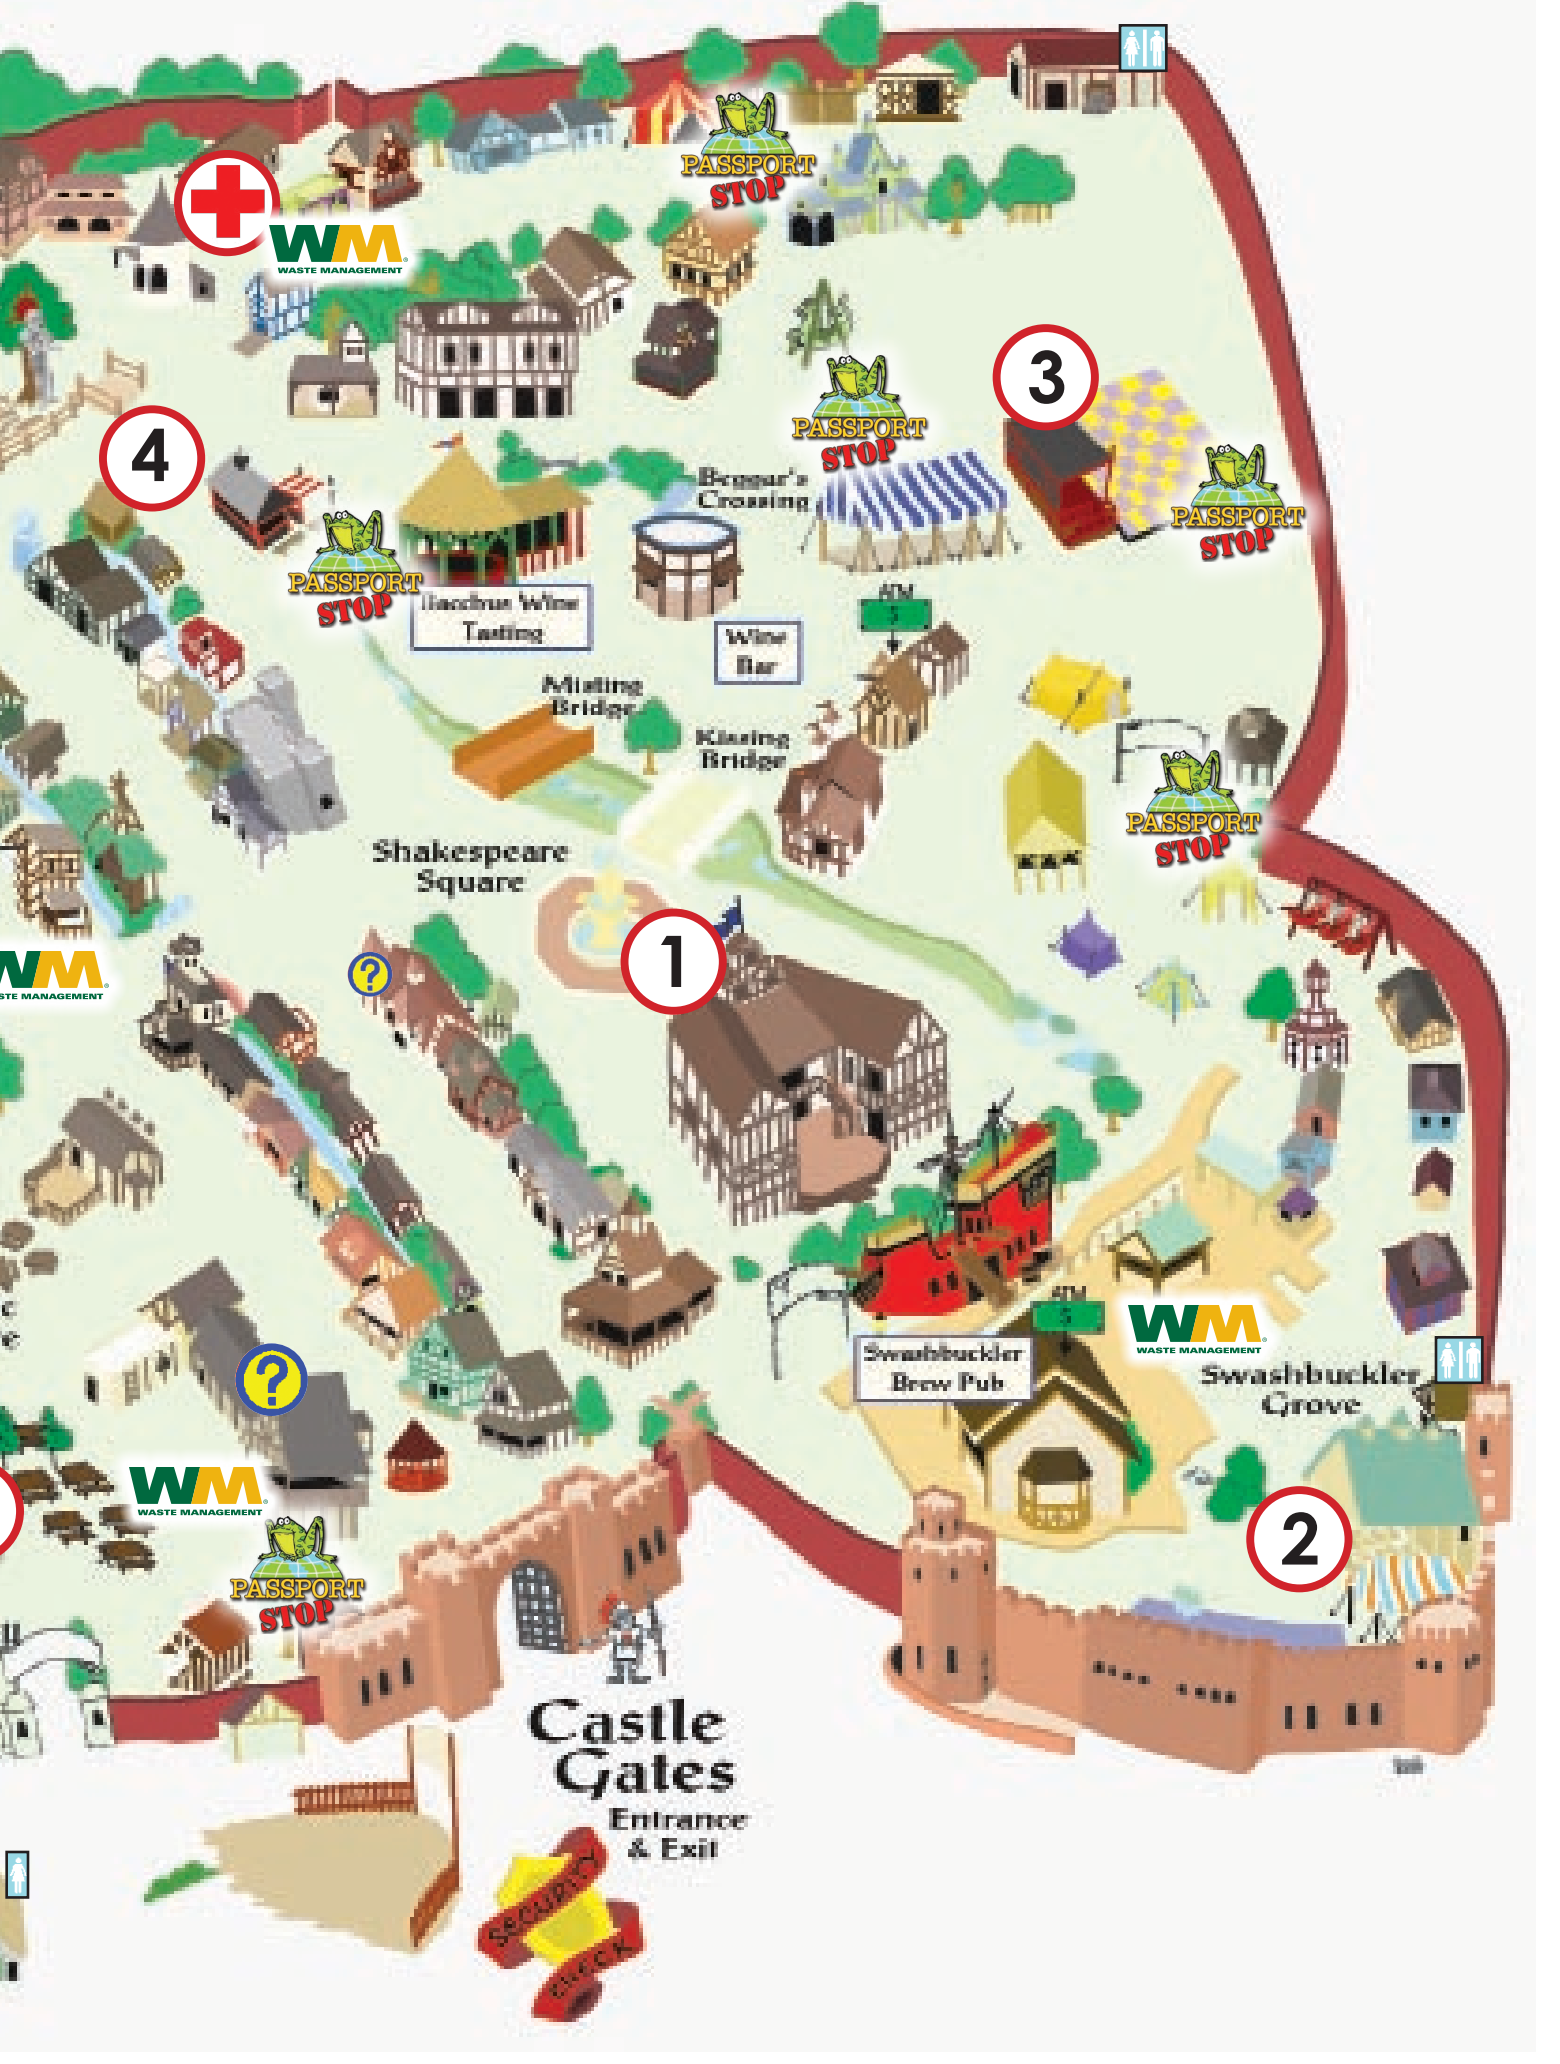 PASSPORT
STOP
WM
WASTE MANAGEMENT
3
PASSPORT
STOP
4
Beggar's
Crossing
PASSPORT
STOP
PASSPORT
STOP
Bacchus Wine
Tasting
ATM
$
Wine
Bar
Misting
Bridge
Kissing
Bridge
PASSPORT
STOP
Shakespeare
Square
1
WM
STE MANAGEMENT
?
c
e
ATM
$
WM
WASTE MANAGEMENT
Swashbuckler
Brew Pub
Swashbuckler
Grove
?
WM
WASTE MANAGEMENT
2
PASSPORT
STOP
Castle
Gates
Entrance
& Exit
SECURITY
CHECK